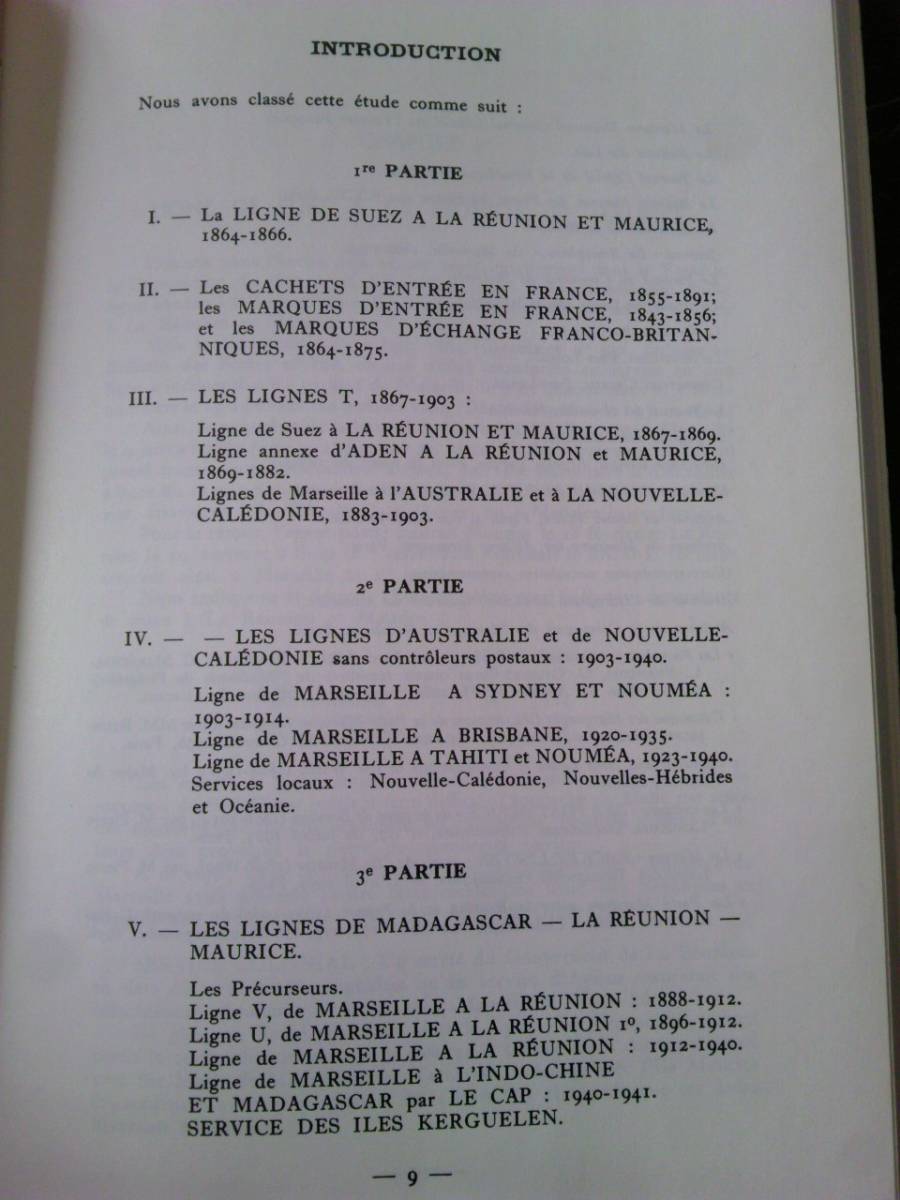 INTRODUCTION
Nous avons classé cette étude comme suit :
1re PARTIE
I. — La LIGNE DE SUEZ A LA RÉUNION ET MAURICE,
1864-1866.
II. — Les CACHETS D'ENTRÉE EN FRANCE, 1855-1891;
les MARQUES D'ENTRÉE EN FRANCE, 1843-1856;
et les MARQUES D'ÉCHANGE FRANCO-BRITAN-
NIQUES, 1864-1875.
III. — LES LIGNES T, 1867-1903 :
Ligne de Suez à LA RÉUNION ET MAURICE, 1867-1869.
Ligne annexe d'ADEN A LA RÉUNION et MAURICE,
1869-1882.
Lignes de Marseille à l'AUSTRALIE et à LA NOUVELLE-
CALÉDONIE, 1883-1903.
2e PARTIE
IV. — — LES LIGNES D'AUSTRALIE et de NOUVELLE-
CALÉDONIE sans contrôleurs postaux : 1903-1940.
Ligne de MARSEILLE A SYDNEY ET NOUMÉA :
1903-1914.
Ligne de MARSEILLE A BRISBANE, 1920-1935.
Ligne de MARSEILLE A TAHITI et NOUMÉA, 1923-1940.
Services locaux : Nouvelle-Calédonie, Nouvelles-Hébrides
et Océanie.
3e PARTIE
V. — LES LIGNES DE MADAGASCAR — LA RÉUNION —
MAURICE.
Les Précurseurs.
Ligne V, de MARSEILLE A LA RÉUNION : 1888-1912.
Ligne U, de MARSEILLE A LA RÉUNION 1º, 1896-1912.
Ligne de MARSEILLE A LA RÉUNION : 1912-1940.
Ligne de MARSEILLE à L'INDO-CHINE
ET MADAGASCAR par LE CAP : 1940-1941.
SERVICE DES ILES KERGUELEN.
— 9 —